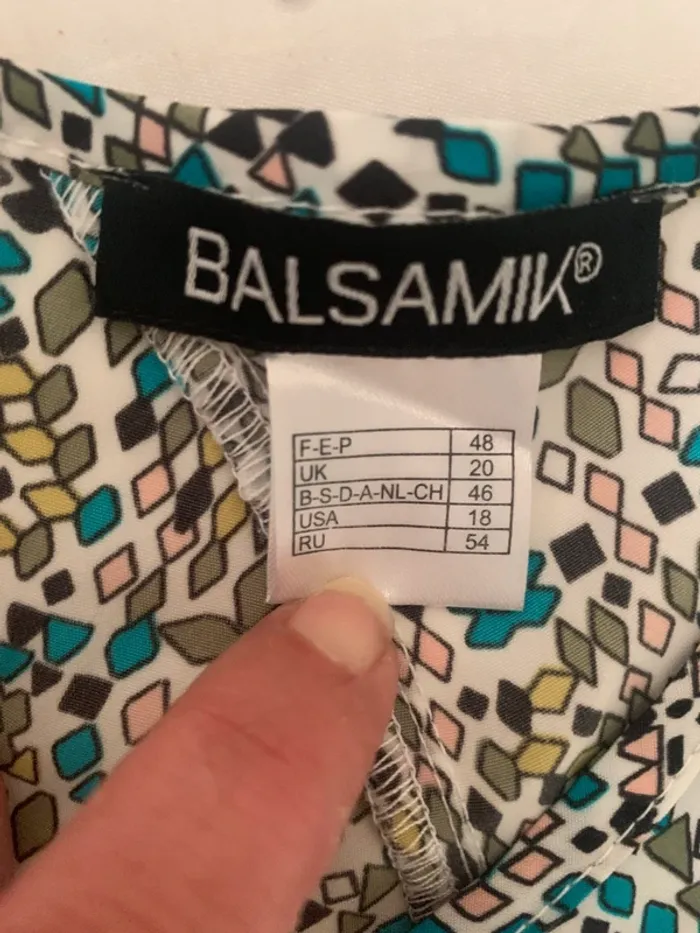 BALSAMIK®
F-E-P 48
UK 20
B-S-D-A-NL-CH 46
USA 18
RU 54